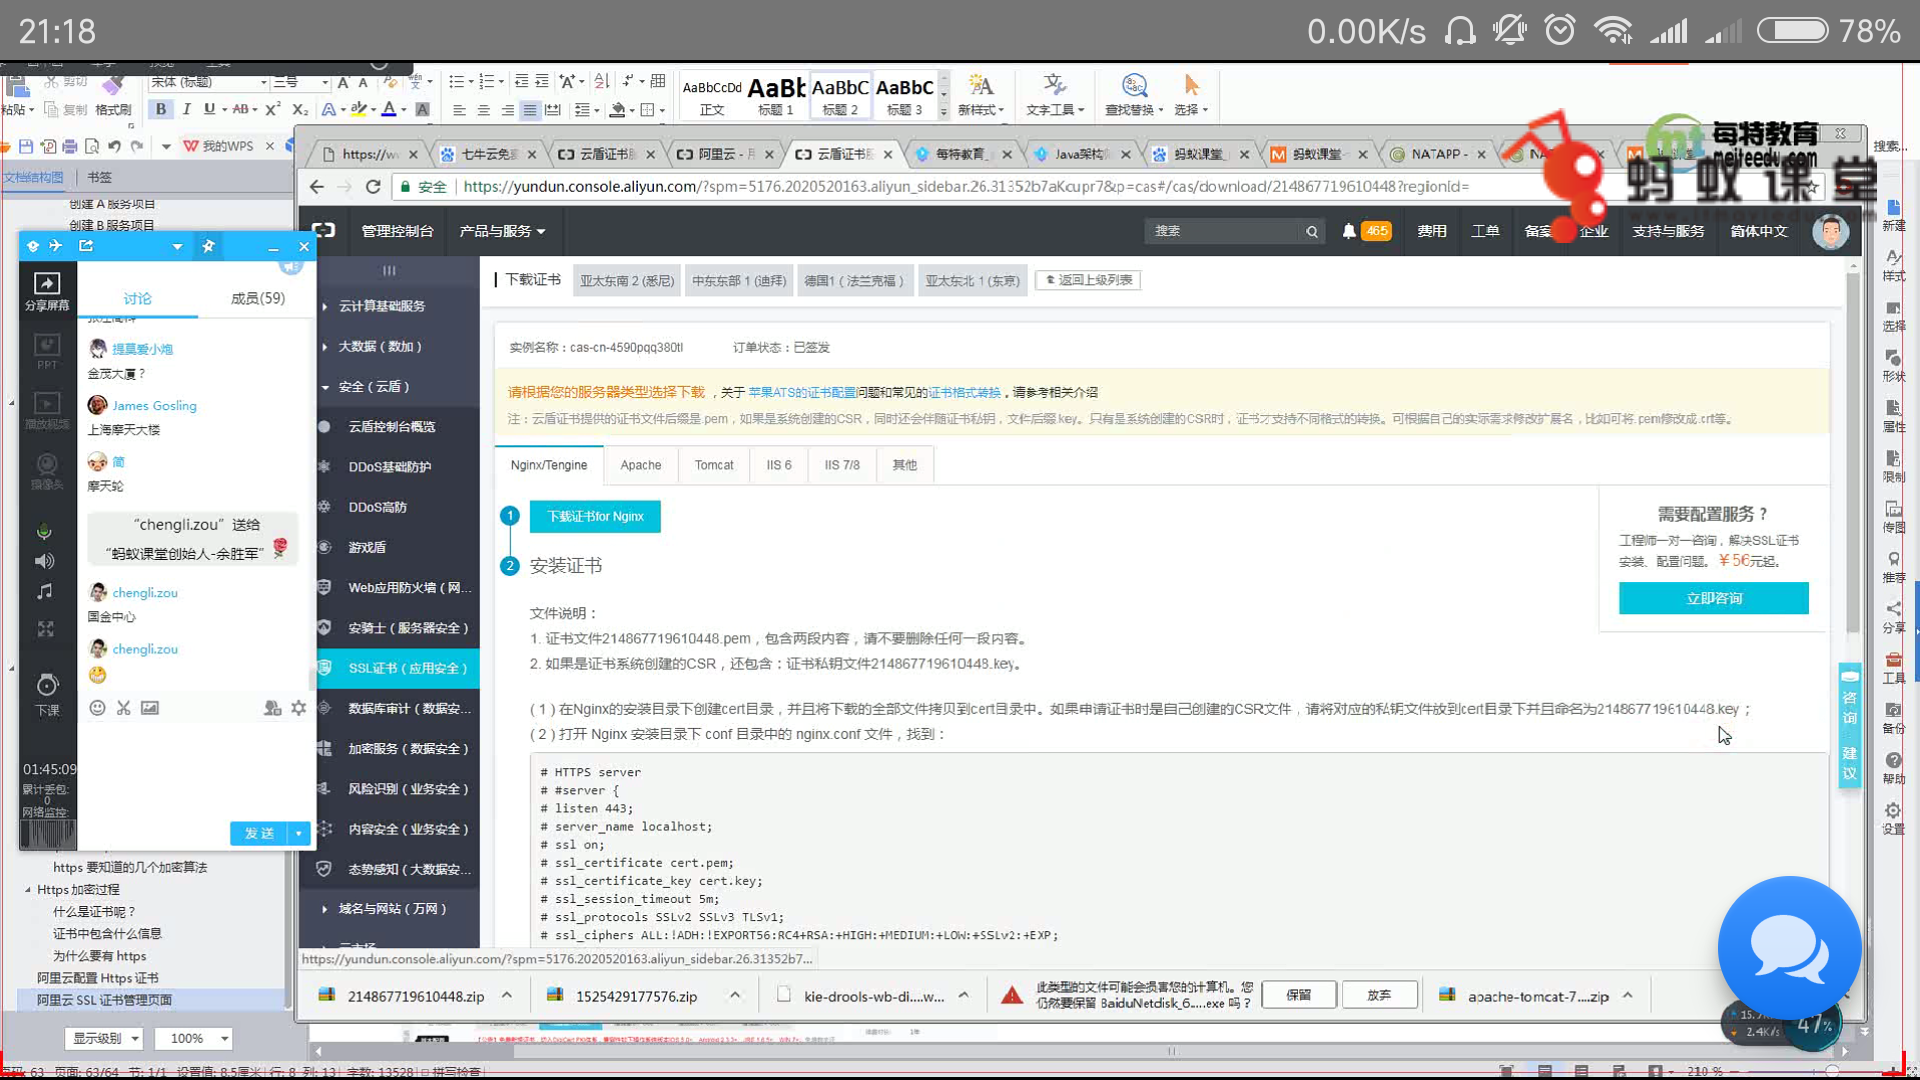 21:18
0.00K/s
78%
剪切
宋体 (标题)
三号
AaBbCcDd
AaBb
AaBbC
AaBbC
粘贴
复制
格式刷
B I U AB X² X₂
正文
标题 1
标题 2
标题 3
新样式
文字工具
查找替换
选择
我的WPS
每特教育
meiteedu.com
蚂蚁课堂
https://w
七牛云免
云盾证书服
阿里云 - 用
云盾证书
每特教育_
Java架构
蚂蚁课堂_
蚂蚁课堂-
NATAPP -
搜索...
文档结构图
书签
安全
https://yundun.console.aliyun.com/?spm=5176.2020520163.aliyun_sidebar.26.31352b7aKcupr7&p=cas#/cas/download/214867719610448?regionId=
创建 A 服务项目
创建 B 服务项目
管理控制台
产品与服务
搜索
465
费用
工单
备案
企业
支持与服务
简体中文
分享屏幕
PPT
播放视频
摄像头
下课
01:45:09
累计丢包:
0
网络监控:
讨论
成员(59)
提莫爱小炮
金茂大厦？
James Gosling
上海摩天大楼
简
摩天轮
“chengli.zou”送给
“蚂蚁课堂创始人-余胜军”
chengli.zou
国金中心
chengli.zou
发 送
云计算基础服务
大数据（数加）
安全（云盾）
云盾控制台概览
DDoS基础防护
DDoS高防
游戏盾
Web应用防火墙（网...
安骑士（服务器安全）
SSL证书（应用安全）
数据库审计（数据安...
加密服务（数据安全）
风险识别（业务安全）
内容安全（业务安全）
态势感知（大数据安...
域名与网站（万网）
下载证书
亚太东南 2 (悉尼)
中东东部 1 (迪拜)
德国1（法兰克福）
亚太东北 1 (东京)
返回上级列表
实例名称：cas-cn-4590pqq380tl
订单状态：已签发
请根据您的服务器类型选择下载 ，关于 苹果ATS的证书配置问题和常见的证书格式转换，请参考相关介绍
注：云盾证书提供的证书文件后缀是.pem，如果是系统创建的CSR，同时还会伴随证书私钥，文件后缀.key。只有是系统创建的CSR时，证书才支持不同格式的转换。可根据自己的实际需求修改扩展名，比如可将.pem修改成.crt等。
Nginx/Tengine
Apache
Tomcat
IIS 6
IIS 7/8
其他
1
下载证书for Nginx
2
安装证书
需要配置服务？
工程师一对一咨询，解决SSL证书
安装、配置问题。￥56元起。
立即咨询
文件说明：
1. 证书文件214867719610448.pem，包含两段内容，请不要删除任何一段内容。
2. 如果是证书系统创建的CSR，还包含：证书私钥文件214867719610448.key。
( 1 ) 在Nginx的安装目录下创建cert目录，并且将下载的全部文件拷贝到cert目录中。如果申请证书时是自己创建的CSR文件，请将对应的私钥文件放到cert目录下并且命名为214867719610448.key；
( 2 ) 打开 Nginx 安装目录下 conf 目录中的 nginx.conf 文件，找到：
# HTTPS server
# #server {
# listen 443;
# server_name localhost;
# ssl on;
# ssl_certificate cert.pem;
# ssl_certificate_key cert.key;
# ssl_session_timeout 5m;
# ssl_protocols SSLv2 SSLv3 TLSv1;
# ssl_ciphers ALL:!ADH:!EXPORT56:RC4+RSA:+HIGH:+MEDIUM:+LOW:+SSLv2:+EXP;
咨询
建议
新建
样式
选择
形状
属性
限制
传图
推荐
分享
工具
备份
帮助
设置
https 要知道的几个加密算法
Https 加密过程
什么是证书呢？
证书中包含什么信息
为什么要有 https
阿里云配置 Https 证书
阿里云 SSL 证书管理页面
https://yundun.console.aliyun.com/?spm=5176.2020520163.aliyun_sidebar.26.31352b7...
214867719610448.zip
1525429177576.zip
kie-drools-wb-di....w...
此类型的文件可能会损害您的计算机。您
仍然要保留 BaiduNetdisk_6....exe 吗？
保留
放弃
apache-tomcat-7....zip
显示级别
100%
2.4K/s
47%
页码: 63 页面: 63/64 节: 1/1 设置值: 8.5厘米 行: 8 列: 13 字数: 13528 拼写检查
210 %